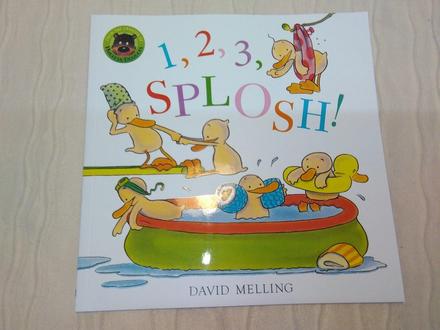 1, 2, 3,
SPLOSH!
DAVID MELLING